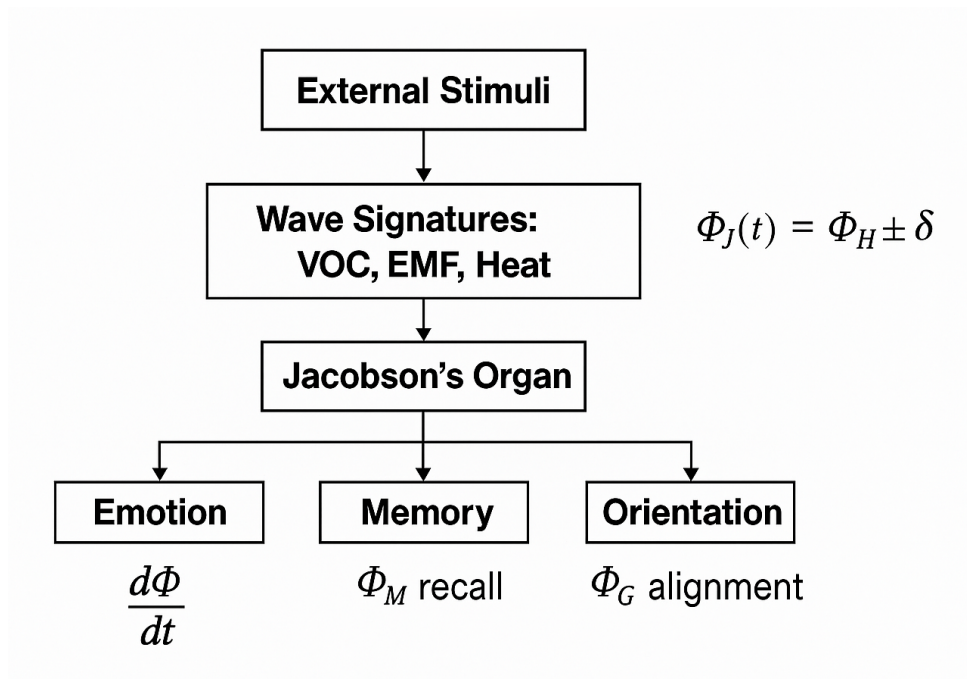 External Stimuli
Wave Signatures:
VOC, EMF, Heat
Φ_J(t) = Φ_H ± δ
Jacobson’s Organ
Emotion
Memory
Orientation
dΦ/dt
Φ_M recall
Φ_G alignment